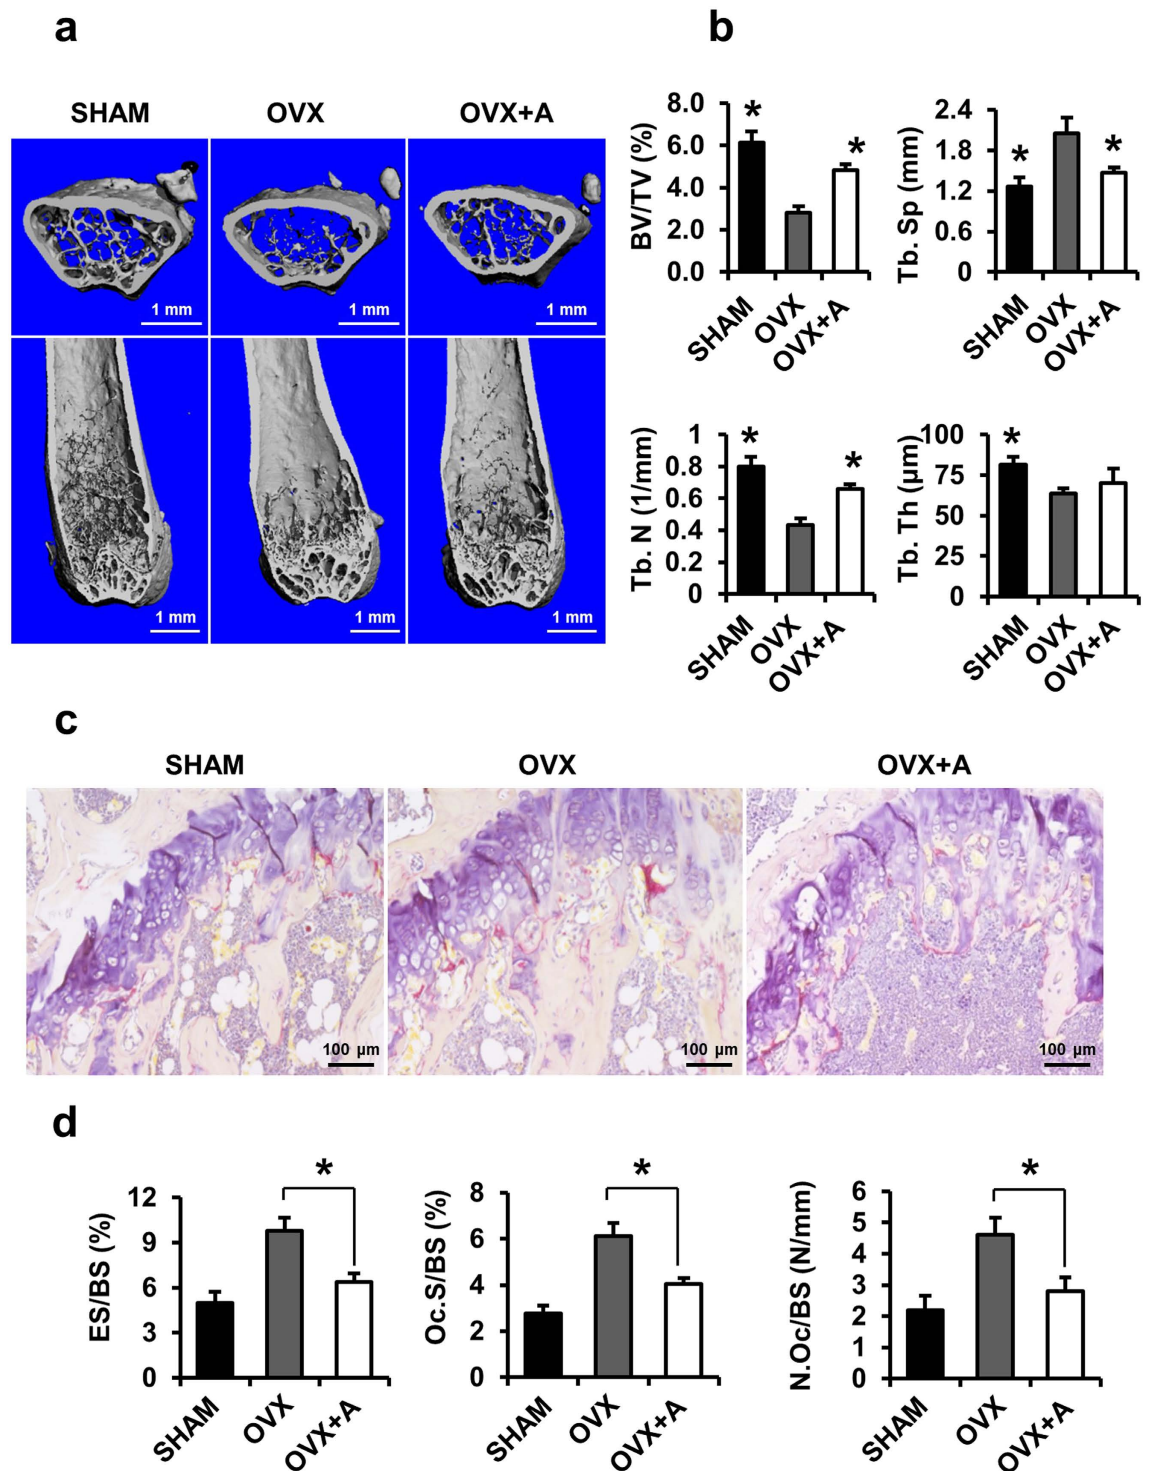 a
b
SHAM OVX OVX+A
1 mm 1 mm 1 mm
1 mm 1 mm 1 mm
BV/TV (%)
8.0
6.0
4.0
2.0
0.0
* *
SHAM OVX OVX+A
Tb. Sp (mm)
2.4
1.8
1.2
0.6
0
* *
SHAM OVX OVX+A
Tb. N (1/mm)
1
0.8
0.6
0.4
0.2
0
* *
SHAM OVX OVX+A
Tb. Th (µm)
100
75
50
25
0
*
SHAM OVX OVX+A
c
SHAM OVX OVX+A
100 µm 100 µm 100 µm
d
ES/BS (%)
12
9
6
3
0
*
SHAM OVX OVX+A
Oc.S/BS (%)
8
6
4
2
0
*
SHAM OVX OVX+A
N.Oc/BS (N/mm)
6
5
4
3
2
1
0
*
SHAM OVX OVX+A